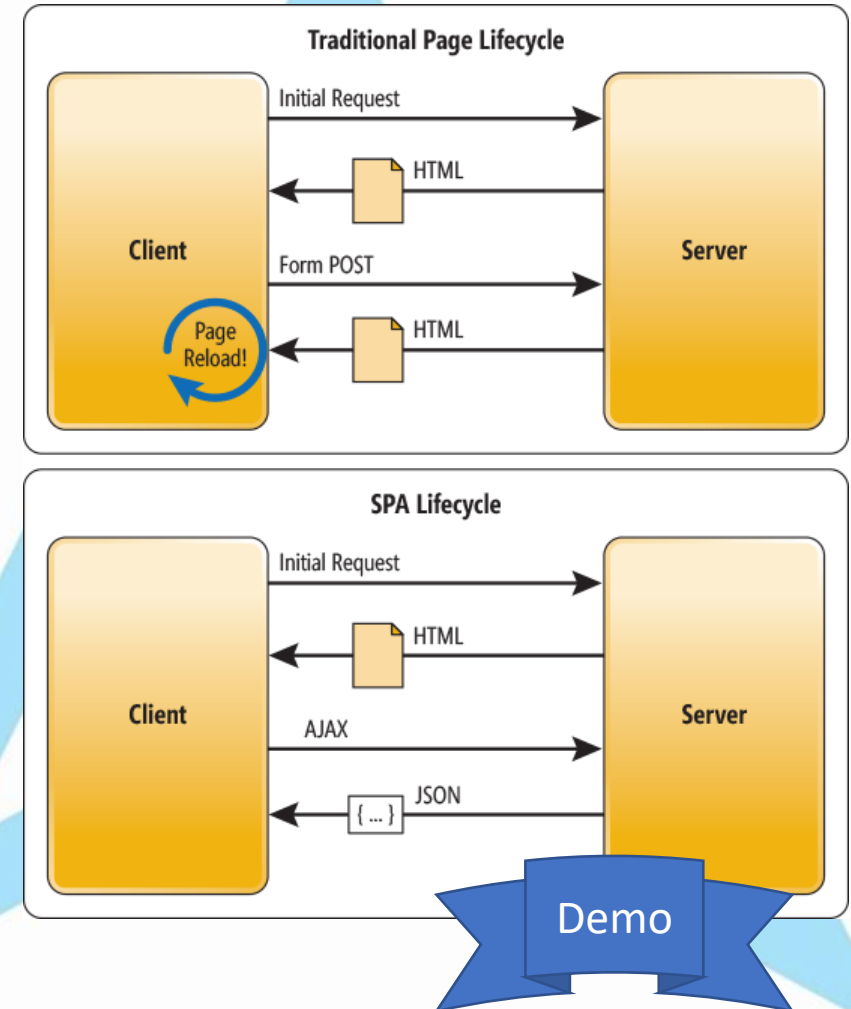 Traditional Page Lifecycle
Initial Request
HTML
Client
Server
Form POST
Page
Reload!
HTML
SPA Lifecycle
Initial Request
HTML
Client
Server
AJAX
JSON
{ ... }
Demo